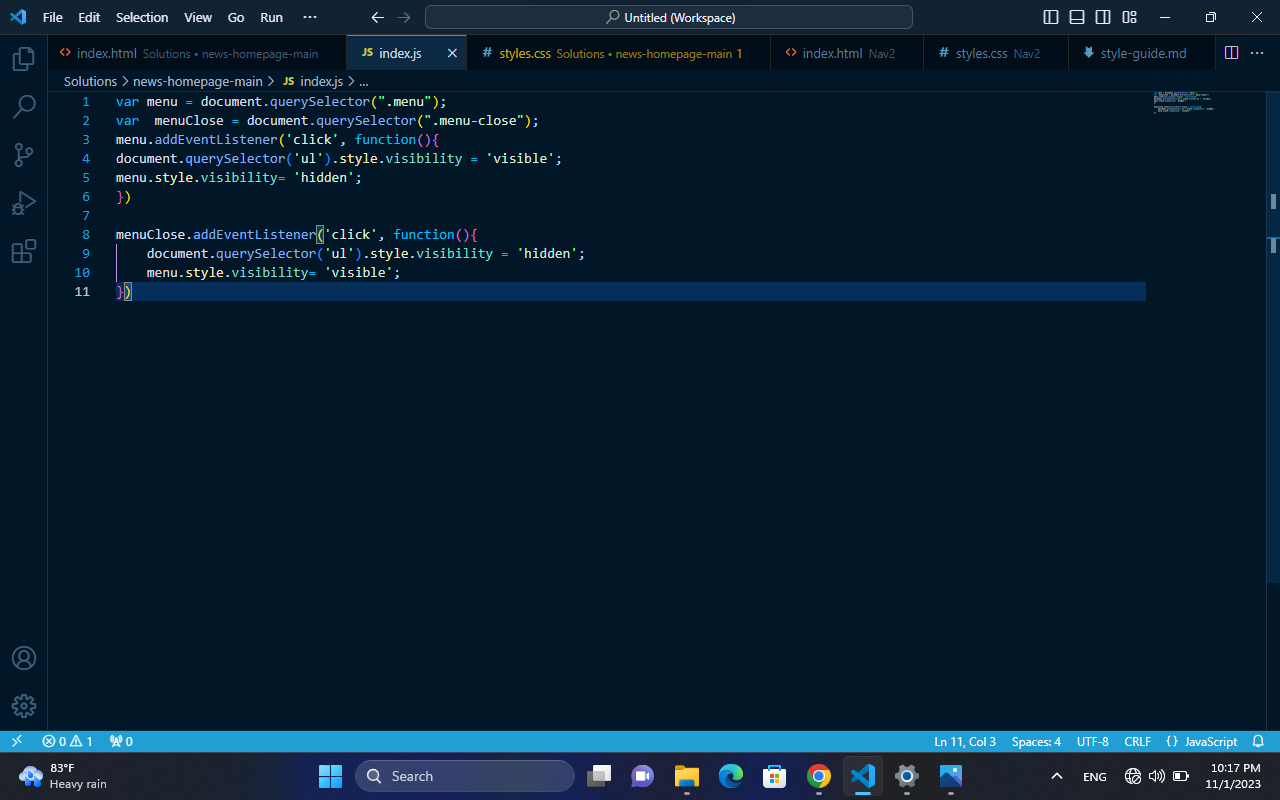 File Edit Selection View Go Run ··· Untitled (Workspace)
index.html Solutions • news-homepage-main JS index.js # styles.css Solutions • news-homepage-main 1 index.html Nav2 # styles.css Nav2 style-guide.md ···
Solutions > news-homepage-main > JS index.js > ...
1 var menu = document.querySelector(".menu");
2 var  menuClose = document.querySelector(".menu-close");
3 menu.addEventListener('click', function(){
4 document.querySelector('ul').style.visibility = 'visible';
5 menu.style.visibility= 'hidden';
6 })
7
8 menuClose.addEventListener('click', function(){
9     document.querySelector('ul').style.visibility = 'hidden';
10     menu.style.visibility= 'visible';
11 })
0 1 0 Ln 11, Col 3 Spaces: 4 UTF-8 CRLF {} JavaScript
83°F
Heavy rain
Search
ENG
10:17 PM
11/1/2023